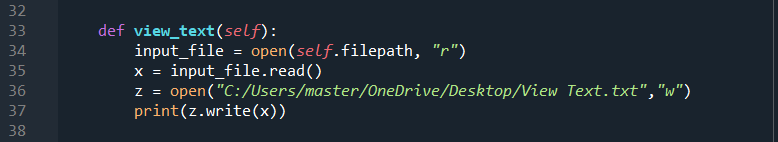 32
33 def view_text(self):
34 input_file = open(self.filepath, "r")
35 x = input_file.read()
36 z = open("C:/Users/master/OneDrive/Desktop/View Text.txt","w")
37 print(z.write(x))
38